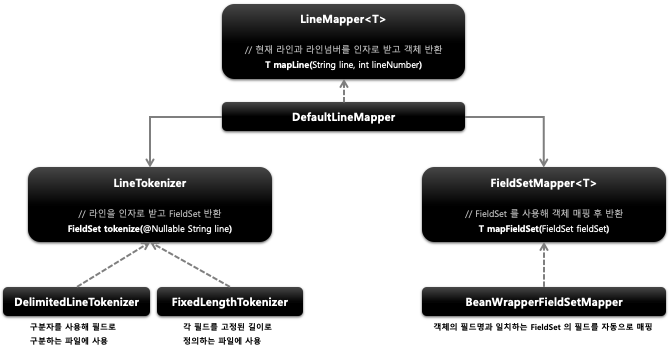 LineMapper<T>
// 현재 라인과 라인넘버를 인자로 받고 객체 반환
T mapLine(String line, int lineNumber)
DefaultLineMapper
LineTokenizer
// 라인을 인자로 받고 FieldSet 반환
FieldSet tokenize(@Nullable String line)
FieldSetMapper<T>
// FieldSet 를 사용해 객체 매핑 후 반환
T mapFieldSet(FieldSet fieldSet)
DelimitedLineTokenizer
구분자를 사용해 필드로
구분하는 파일에 사용
FixedLengthTokenizer
각 필드를 고정된 길이로
정의하는 파일에 사용
BeanWrapperFieldSetMapper
객체의 필드명과 일치하는 FieldSet 의 필드를 자동으로 매핑